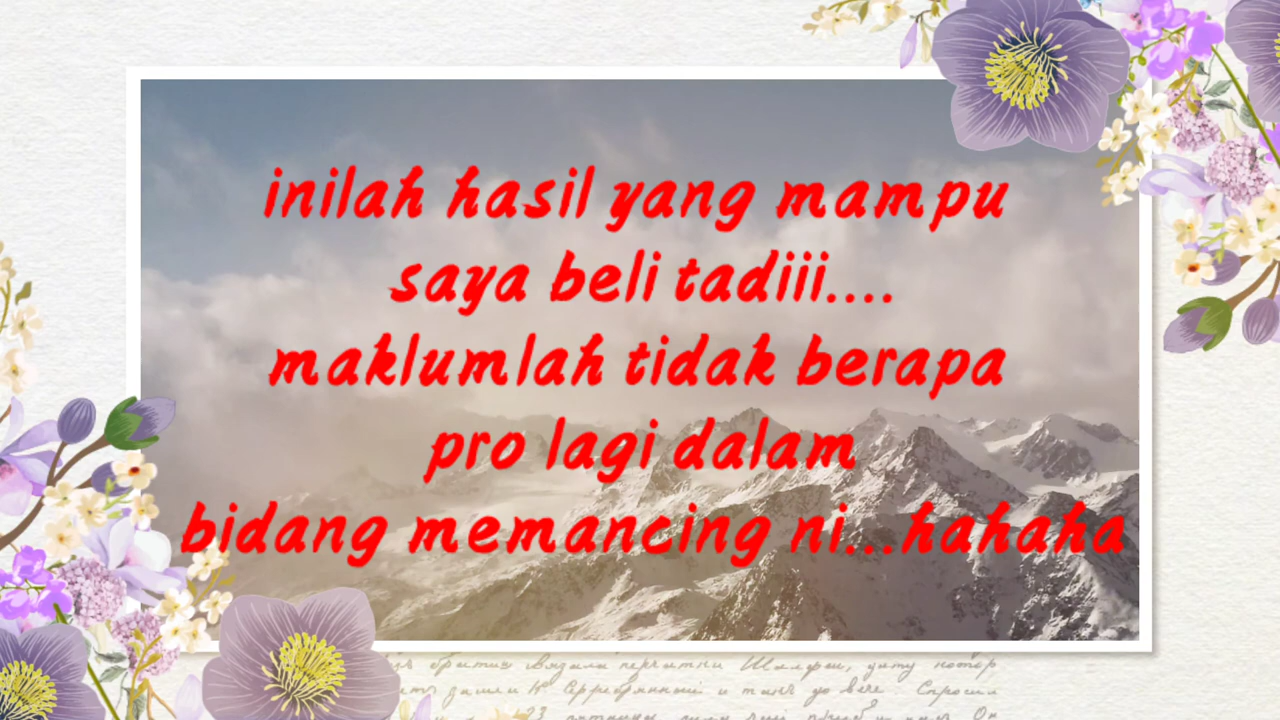 inilah hasil yang mampu
saya beli tadiii....
maklumlah tidak berapa
pro lagi dalam
bidang memancing ni...hahaha